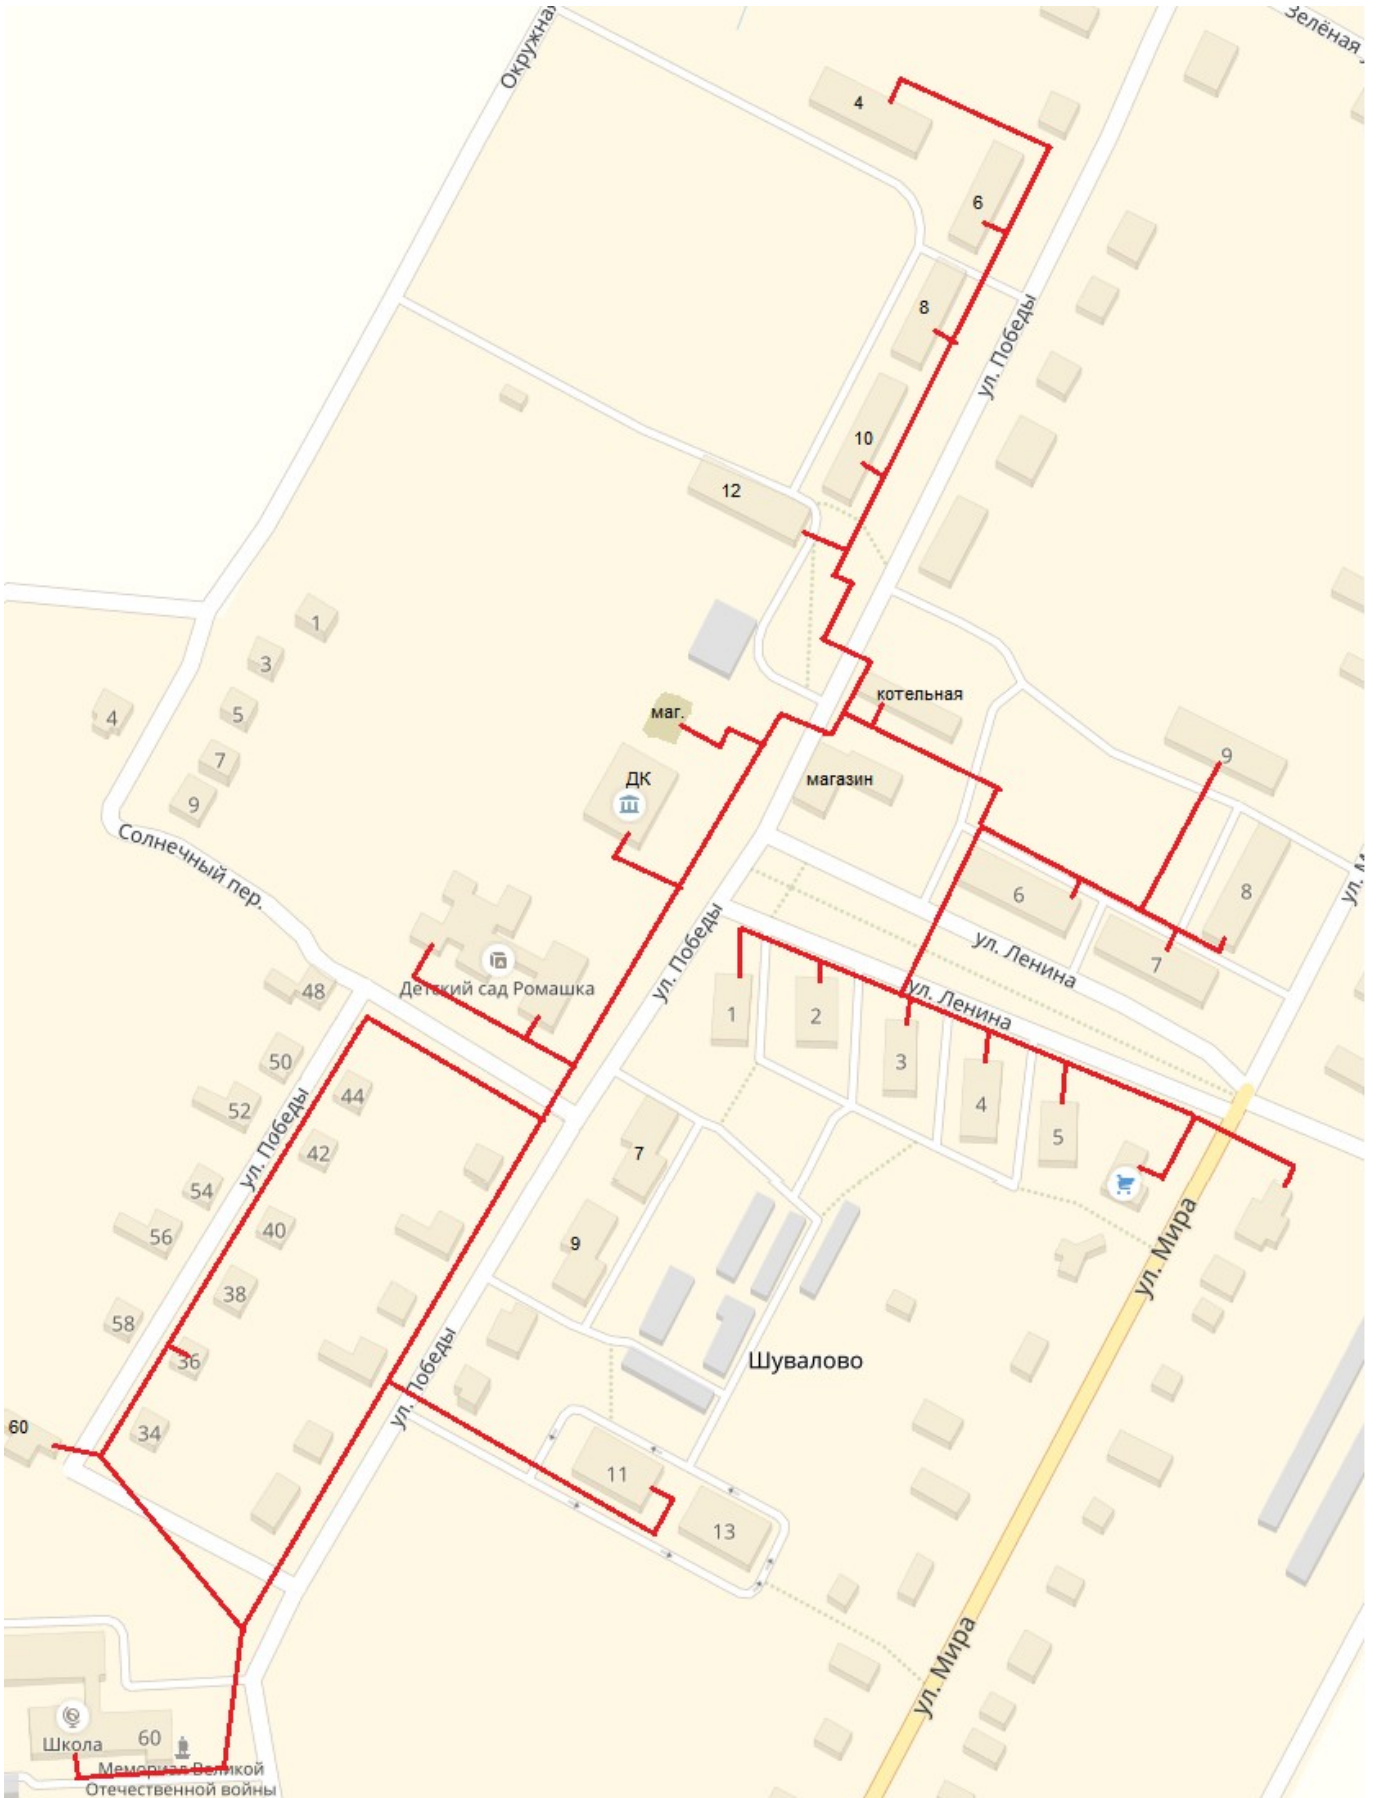 Окружная
Зелёная
4
6
8
ул. Победы
10
12
1
3
4
5
маг.
котельная
7
9
ДК
магазин
9
Солнечный пер.
6
8
ул. М
ул. Победы
ул. Ленина
7
Детский сад Ромашка
48
ул. Ленина
1
2
3
4
5
50
44
52
ул. Победы
42
7
54
40
56
9
38
58
ул. Мира
36
ул. Победы
Шувалово
60
34
11
13
ул. Мира
Школа
60
Мемориал Великой
Отечественной войны